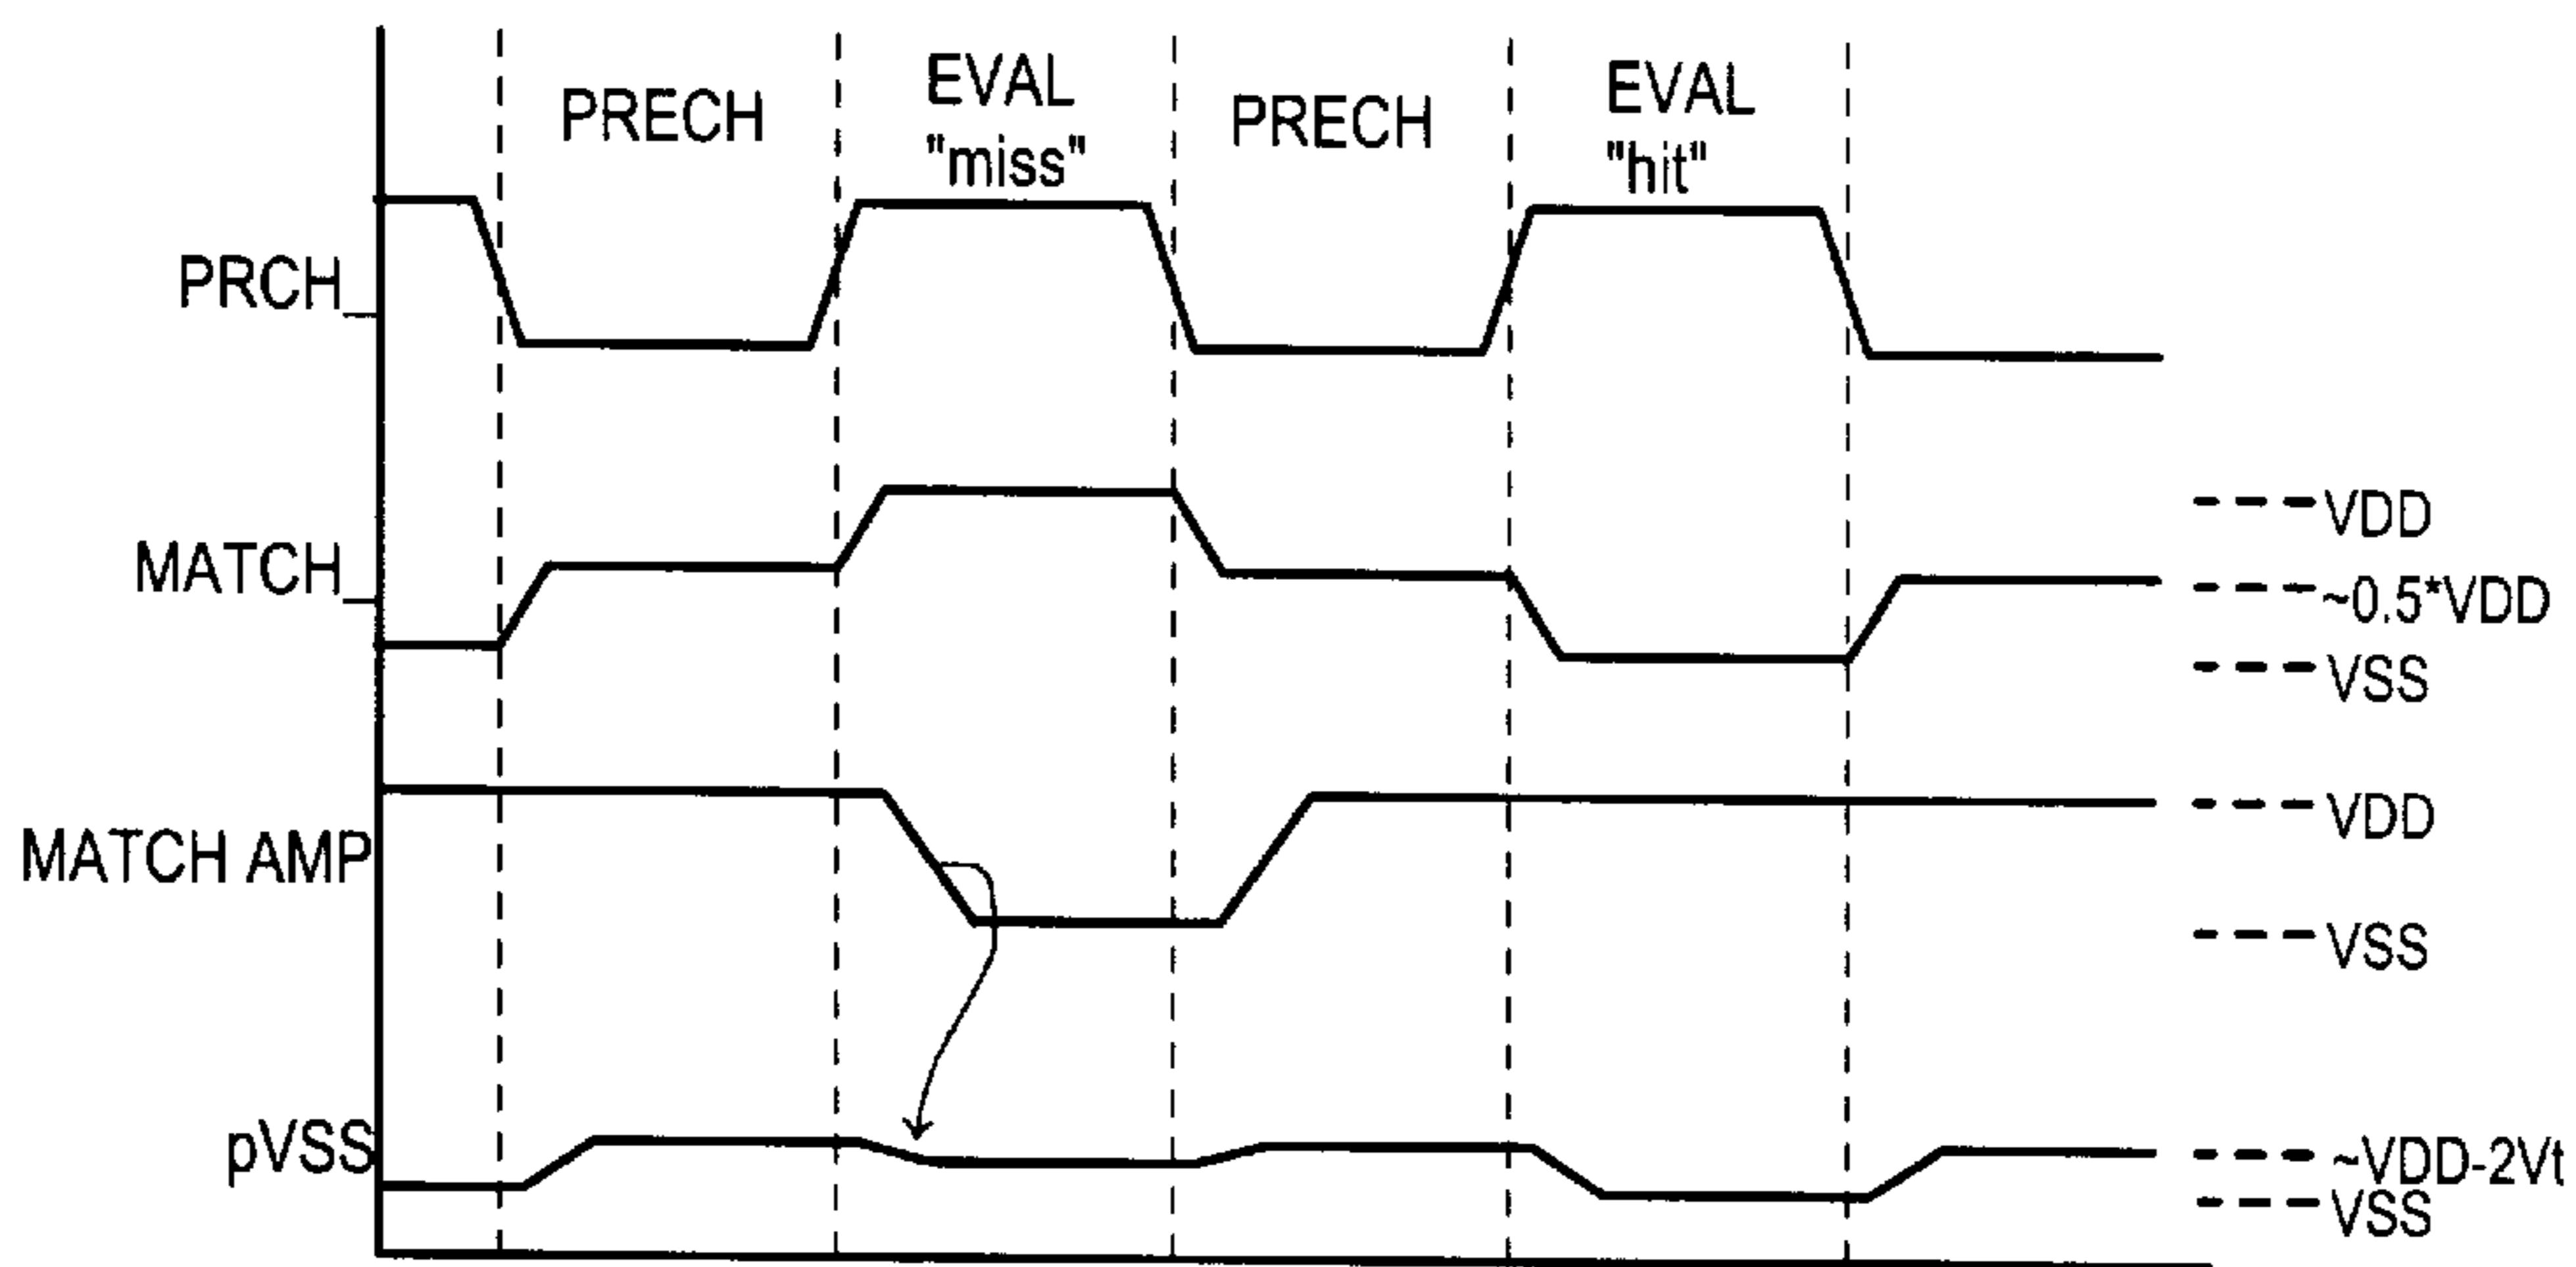 PRECH
EVAL
"miss"
PRECH
EVAL
"hit"
PRCH_
MATCH_
VDD
~0.5*VDD
VSS
MATCH AMP
VDD
VSS
pVSS
~VDD-2Vt
VSS